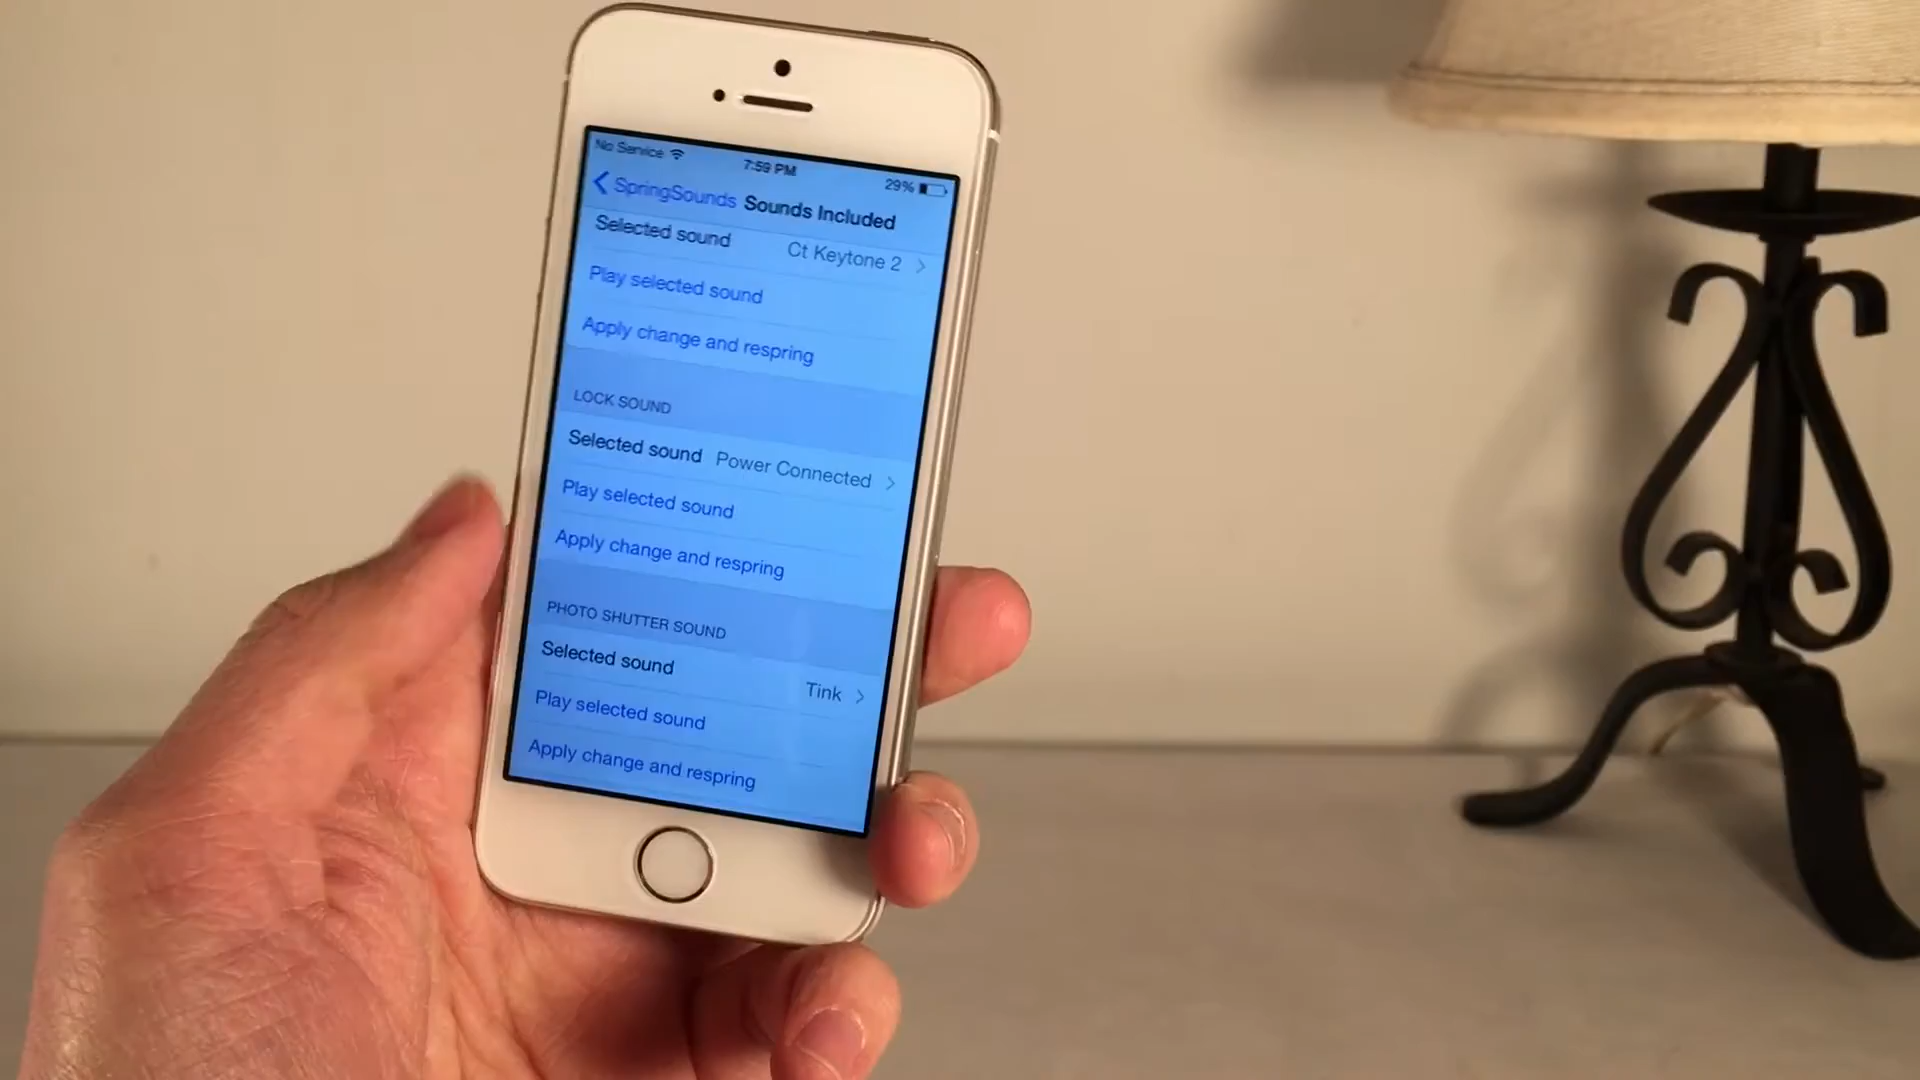 No Service 7:59 PM 29%
SpringSounds Sounds Included
Selected sound Ct Keytone 2
Play selected sound
Apply change and respring
LOCK SOUND
Selected sound Power Connected
Play selected sound
Apply change and respring
PHOTO SHUTTER SOUND
Selected sound Tink
Play selected sound
Apply change and respring